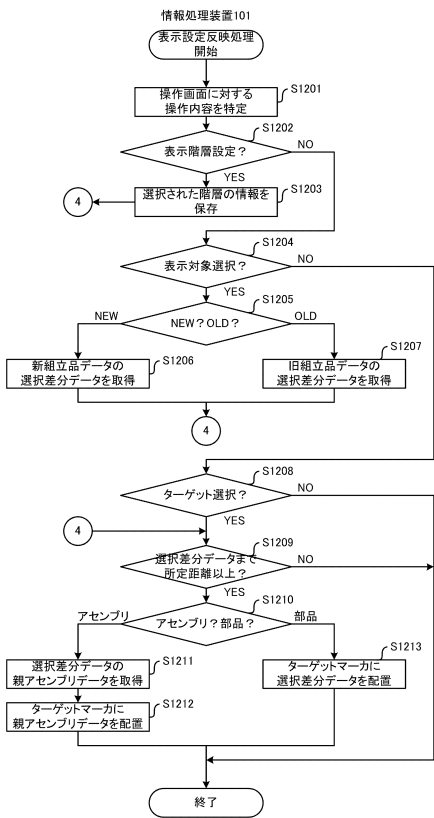 情報処理装置101
表示設定反映処理
開始
S1201
操作画面に対する
操作内容を特定
S1202
表示階層設定？
NO
YES
S1203
選択された階層の情報を
保存
4
S1204
表示対象選択？
NO
YES
S1205
NEW？OLD？
NEW
OLD
S1206
新組立品データの
選択差分データを取得
S1207
旧組立品データの
選択差分データを取得
4
S1208
ターゲット選択？
NO
YES
4
S1209
選択差分データまで
所定距離以上？
NO
YES
S1210
アセンブリ？部品？
アセンブリ
部品
S1211
選択差分データの
親アセンブリデータを取得
S1213
ターゲットマーカに
選択差分データを配置
S1212
ターゲットマーカに
親アセンブリデータを配置
終了